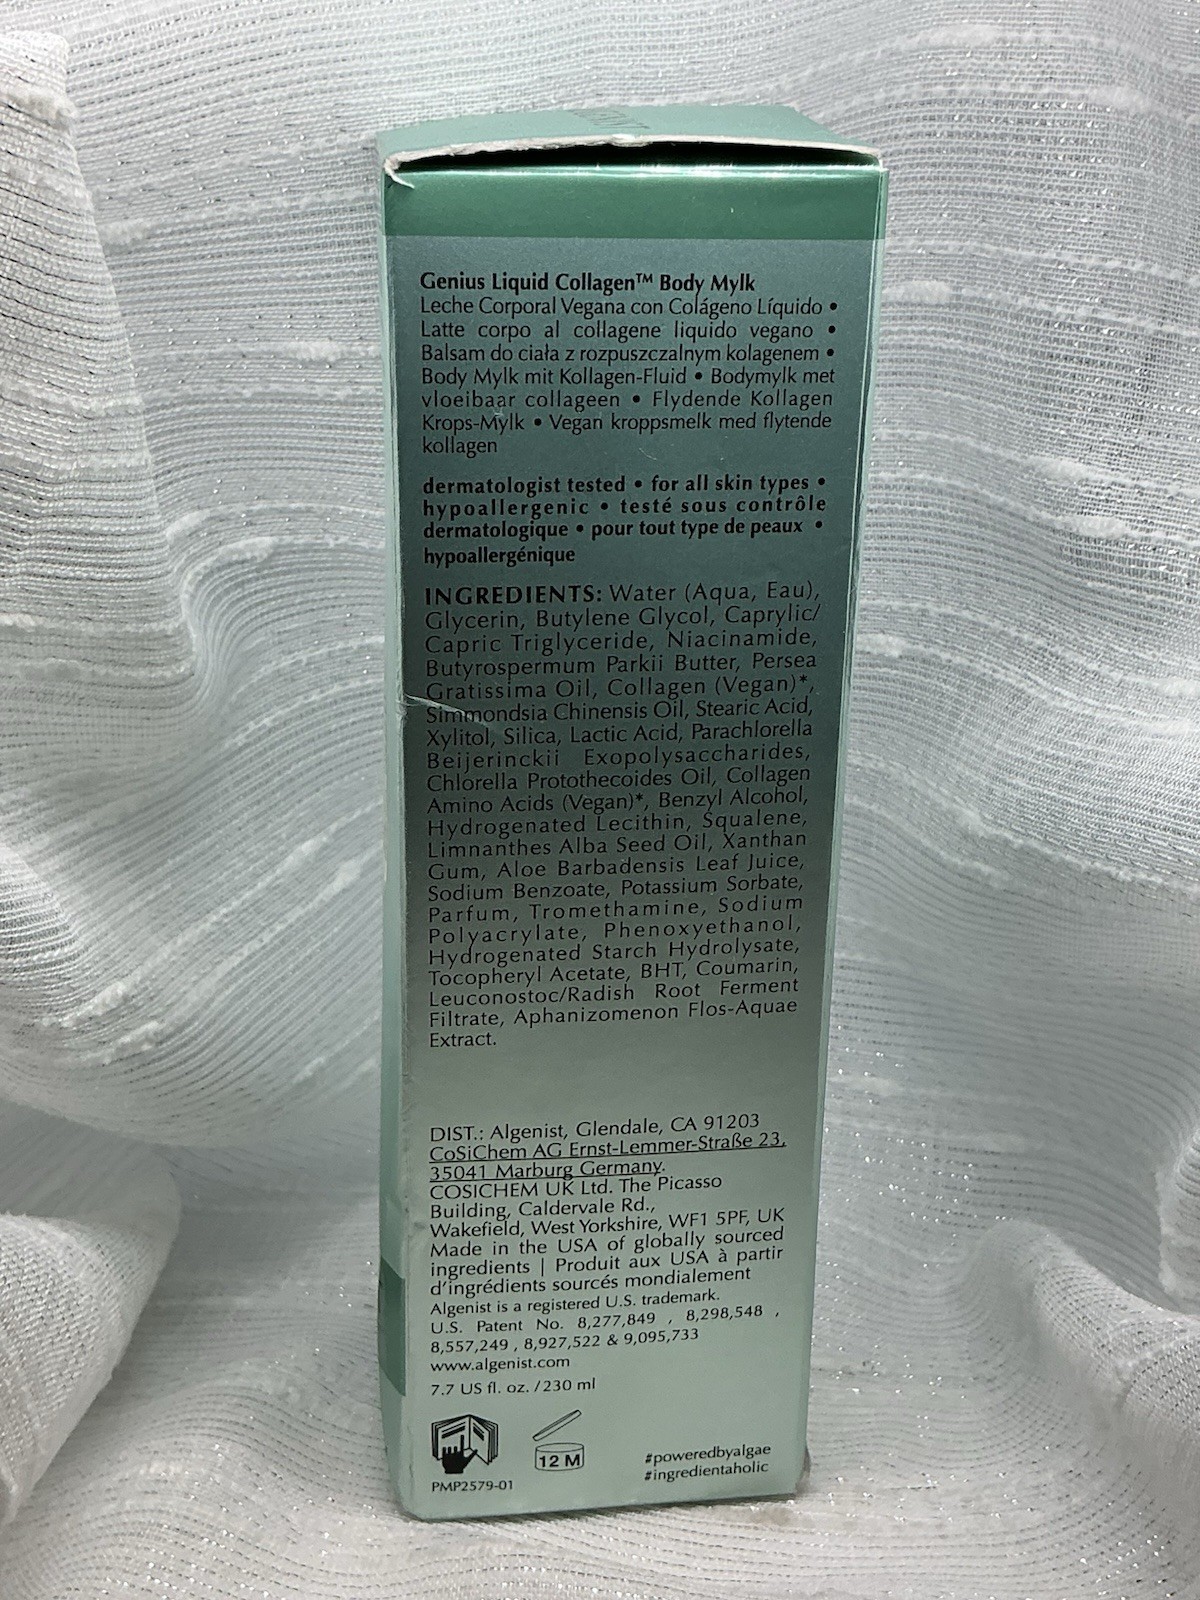 Genius Liquid Collagen™ Body Mylk
Leche Corporal Vegana con Colágeno Líquido •
Latte corpo al collagene liquido vegano •
Balsam do ciała z rozpuszczalnym kolagenem •
Body Mylk mit Kollagen-Fluid • Bodymylk met
vloeibaar collageen • Flydende Kollagen
Krops-Mylk • Vegan kroppsmelk med flytende
kollagen
dermatologist tested • for all skin types •
hypoallergenic • testé sous contrôle
dermatologique • pour tout type de peaux •
hypoallergénique
INGREDIENTS: Water (Aqua, Eau),
Glycerin, Butylene Glycol, Caprylic/
Capric Triglyceride, Niacinamide,
Butyrospermum Parkii Butter, Persea
Gratissima Oil, Collagen (Vegan)*,
Simmondsia Chinensis Oil, Stearic Acid,
Xylitol, Silica, Lactic Acid, Parachlorella
Beijerinckii Exopolysaccharides,
Chlorella Protothecoides Oil, Collagen
Amino Acids (Vegan)*, Benzyl Alcohol,
Hydrogenated Lecithin, Squalene,
Limnanthes Alba Seed Oil, Xanthan
Gum, Aloe Barbadensis Leaf Juice,
Sodium Benzoate, Potassium Sorbate,
Parfum, Tromethamine, Sodium
Polyacrylate, Phenoxyethanol,
Hydrogenated Starch Hydrolysate,
Tocopheryl Acetate, BHT, Coumarin,
Leuconostoc/Radish Root Ferment
Filtrate, Aphanizomenon Flos-Aquae
Extract.
DIST.: Algenist, Glendale, CA 91203
CoSiChem AG Ernst-Lemmer-Straße 23,
35041 Marburg Germany.
COSICHEM UK Ltd. The Picasso
Building, Caldervale Rd.,
Wakefield, West Yorkshire, WF1 5PF, UK
Made in the USA of globally sourced
ingredients | Produit aux USA à partir
d'ingrédients sourcés mondialement
Algenist is a registered U.S. trademark.
U.S. Patent No. 8,277,849 , 8,298,548 ,
8,557,249 , 8,927,522 & 9,095,733
www.algenist.com
7.7 US fl. oz. /230 ml
12 M
#poweredbyalgae
#ingredientaholic
PMP2579-01